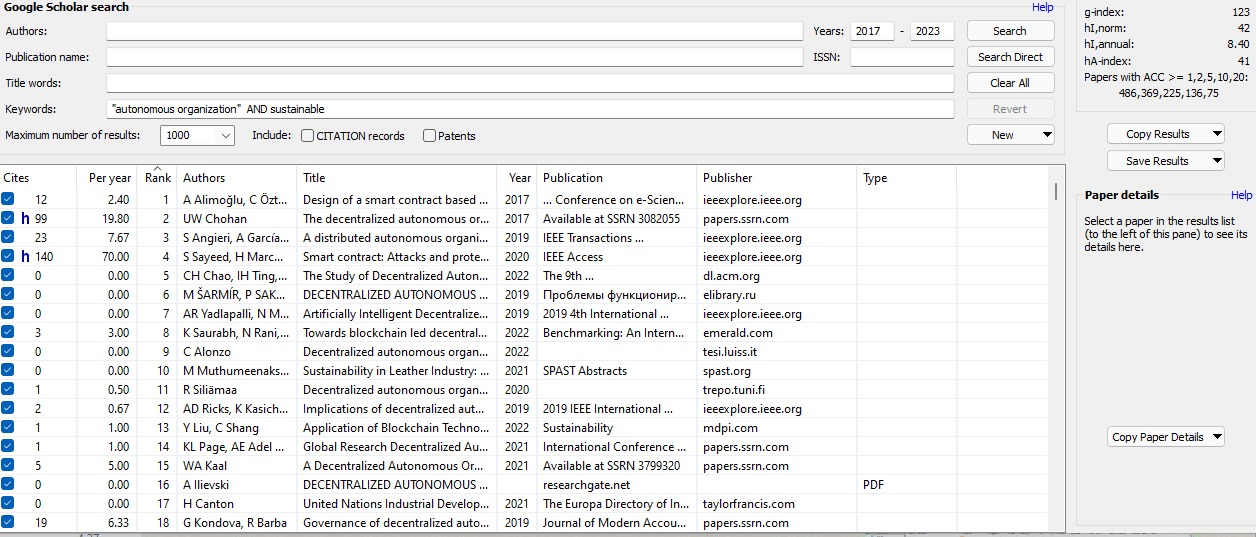 Google Scholar search Help
Authors: Years: 2017 - 2023 Search
Publication name: ISSN: Search Direct
Title words: Clear All
Keywords: "autonomous organization" AND sustainable Revert
Maximum number of results: 1000 Include: CITATION records Patents New
Cites Per year Rank Authors Title Year Publication Publisher Type
12 2.40 1 A Alimoğlu, C Özt... Design of a smart contract based ... 2017 ... Conference on e-Scien... ieeexplore.ieee.org
h 99 19.80 2 UW Chohan The decentralized autonomous or... 2017 Available at SSRN 3082055 papers.ssrn.com
23 7.67 3 S Angieri, A García... A distributed autonomous organi... 2019 IEEE Transactions ... ieeexplore.ieee.org
h 140 70.00 4 S Sayeed, H Marc... Smart contract: Attacks and prote... 2020 IEEE Access ieeexplore.ieee.org
0 0.00 5 CH Chao, IH Ting,... The Study of Decentralized Auton... 2022 The 9th ... dl.acm.org
0 0.00 6 M ŠARMÍR, P SAK... DECENTRALIZED AUTONOMOUS ... 2019 Проблемы функционир... elibrary.ru
0 0.00 7 AR Yadlapalli, N M... Artificially Intelligent Decentralize... 2019 2019 4th International ... ieeexplore.ieee.org
3 3.00 8 K Saurabh, N Rani,... Towards blockchain led decentral... 2022 Benchmarking: An Intern... emerald.com
0 0.00 9 C Alonzo Decentralized autonomous organ... 2022 tesi.luiss.it
0 0.00 10 M Muthumeenaks... Sustainability in Leather Industry: ... 2021 SPAST Abstracts spast.org
1 0.50 11 R Siliämaa Decentralized autonomous organ... 2020 trepo.tuni.fi
2 0.67 12 AD Ricks, K Kasich... Implications of decentralized aut... 2019 2019 IEEE International ... ieeexplore.ieee.org
1 1.00 13 Y Liu, C Shang Application of Blockchain Techno... 2022 Sustainability mdpi.com
1 1.00 14 KL Page, AE Adel ... Global Research Decentralized Au... 2021 International Conference ... papers.ssrn.com
5 5.00 15 WA Kaal A Decentralized Autonomous Or... 2021 Available at SSRN 3799320 papers.ssrn.com
0 0.00 16 A Ilievski DECENTRALIZED AUTONOMOUS ... researchgate.net PDF
0 0.00 17 H Canton United Nations Industrial Develop... 2021 The Europa Directory of In... taylorfrancis.com
19 6.33 18 G Kondova, R Barba Governance of decentralized auto... 2019 Journal of Modern Accou... papers.ssrn.com
g-index: 123
hI,norm: 42
hI,annual: 8.40
hA-index: 41
Papers with ACC >= 1,2,5,10,20:
486,369,225,136,75
Copy Results
Save Results
Paper details Help
Select a paper in the results list
(to the left of this pane) to see its
details here.
Copy Paper Details